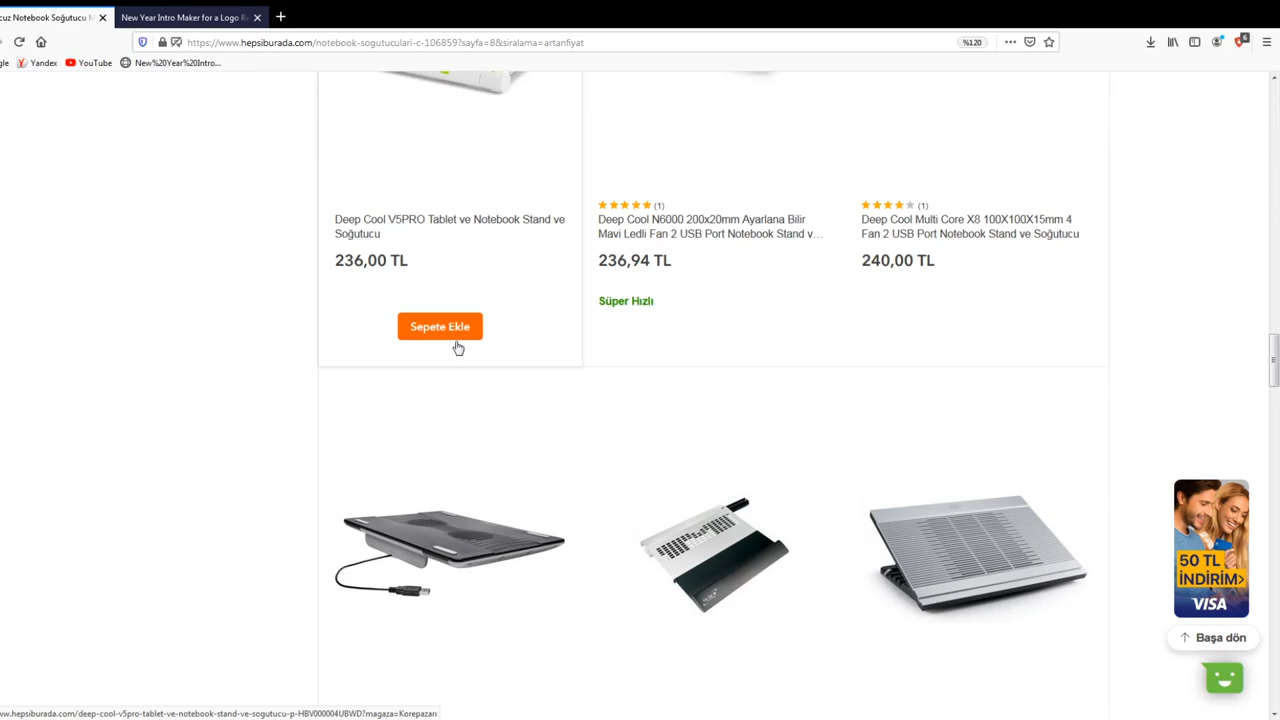 cuz Notebook Soğutucu M
New Year Intro Maker for a Logo R
https://www.hepsiburada.com/notebook-sogutuculari-c-106859?sayfa=8&siralama=artanfiyat
%120
6
gle
Yandex
YouTube
New%20Year%20Intro...
Deep Cool V5PRO Tablet ve Notebook Stand ve
Soğutucu
236,00 TL
Sepete Ekle
(1)
Deep Cool N6000 200x20mm Ayarlana Bilir
Mavi Ledli Fan 2 USB Port Notebook Stand v...
236,94 TL
Süper Hızlı
(1)
Deep Cool Multi Core X8 100X100X15mm 4
Fan 2 USB Port Notebook Stand ve Soğutucu
240,00 TL
50 TL
İNDİRİM>
VISA
Başa dön
ww.hepsiburada.com/deep-cool-v5pro-tablet-ve-notebook-stand-ve-sogutucu-p-HBV000004UBWD?magaza=Korepazarı